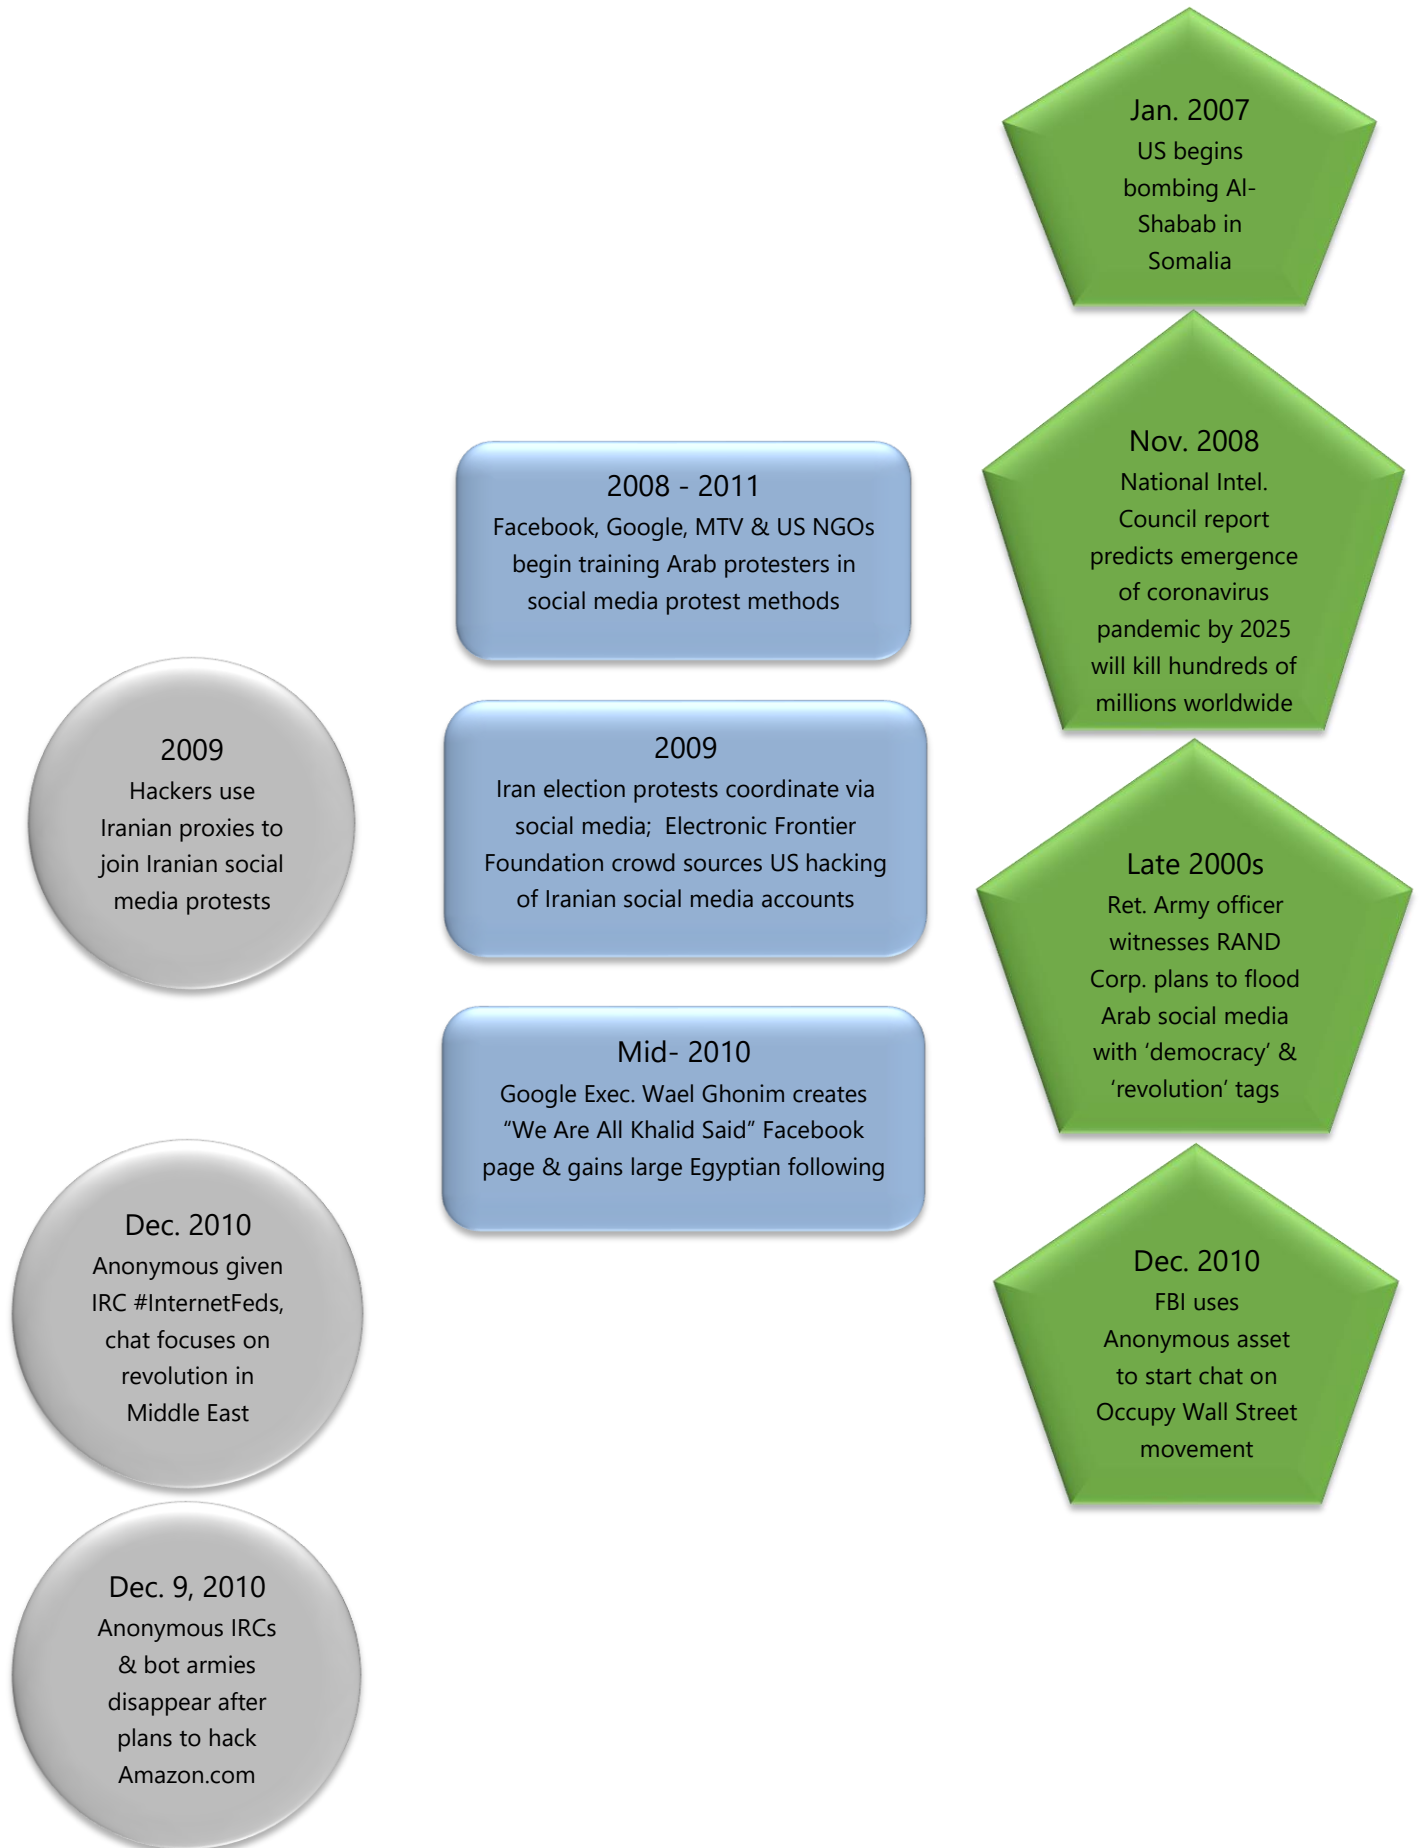 Jan. 2007
US begins
bombing Al-
Shabab in
Somalia
Nov. 2008
National Intel.
Council report
predicts emergence
of coronavirus
pandemic by 2025
will kill hundreds of
millions worldwide
2008 - 2011
Facebook, Google, MTV & US NGOs
begin training Arab protesters in
social media protest methods
2009
Hackers use
Iranian proxies to
join Iranian social
media protests
2009
Iran election protests coordinate via
social media;  Electronic Frontier
Foundation crowd sources US hacking
of Iranian social media accounts
Late 2000s
Ret. Army officer
witnesses RAND
Corp. plans to flood
Arab social media
with ‘democracy‘ &
‘revolution’ tags
Mid- 2010
Google Exec. Wael Ghonim creates
“We Are All Khalid Said” Facebook
page & gains large Egyptian following
Dec. 2010
Anonymous given
IRC #InternetFeds,
chat focuses on
revolution in
Middle East
Dec. 2010
FBI uses
Anonymous asset
to start chat on
Occupy Wall Street
movement
Dec. 9, 2010
Anonymous IRCs
& bot armies
disappear after
plans to hack
Amazon.com